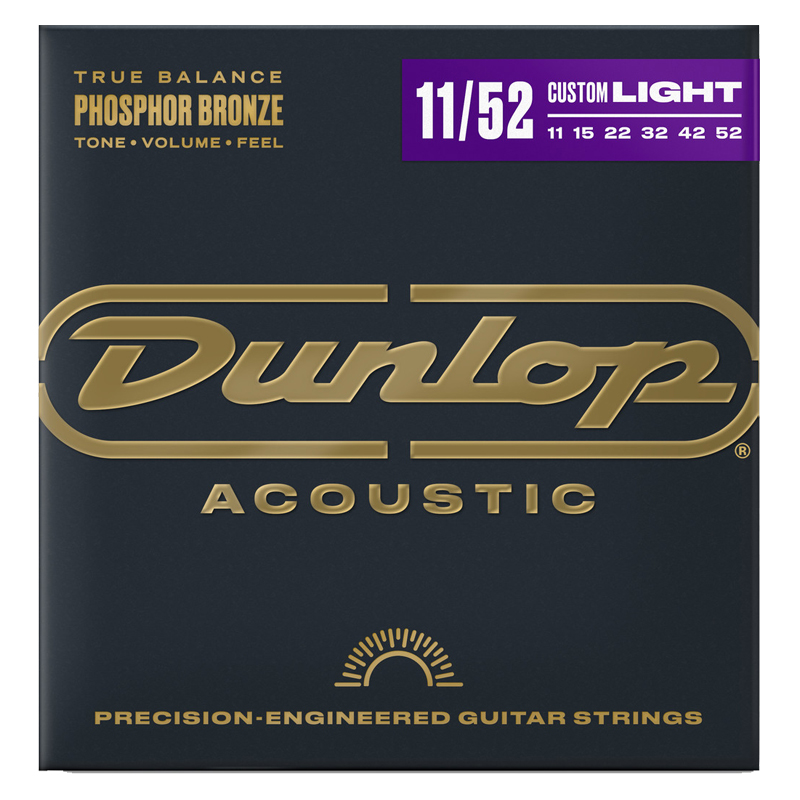 TRUE BALANCE
PHOSPHOR BRONZE
TONE • VOLUME • FEEL
11/52 CUSTOM LIGHT
11 15 22 32 42 52
Dunlop
®
ACOUSTIC
PRECISION-ENGINEERED GUITAR STRINGS